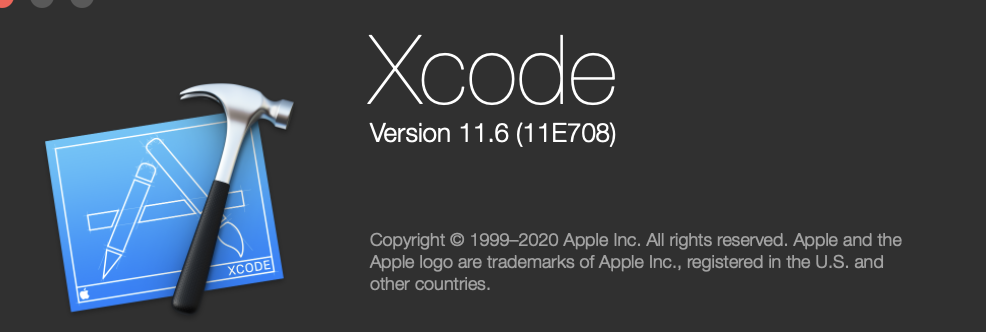 Xcode
Version 11.6 (11E708)
Copyright © 1999–2020 Apple Inc. All rights reserved. Apple and the
Apple logo are trademarks of Apple Inc., registered in the U.S. and
other countries.
XCODE